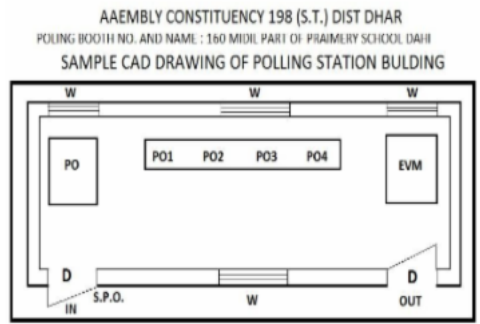 AAEMBLY CONSTITUENCY 198 (S.T.) DIST DHAR
POLING BOOTH NO. AND NAME : 160 MIDIL PART OF PRAIMERY SCHOOL DAHI
SAMPLE CAD DRAWING OF POLLING STATION BULDING
W W W
PO PO1 PO2 PO3 PO4 EVM
D D
IN S.P.O. W OUT